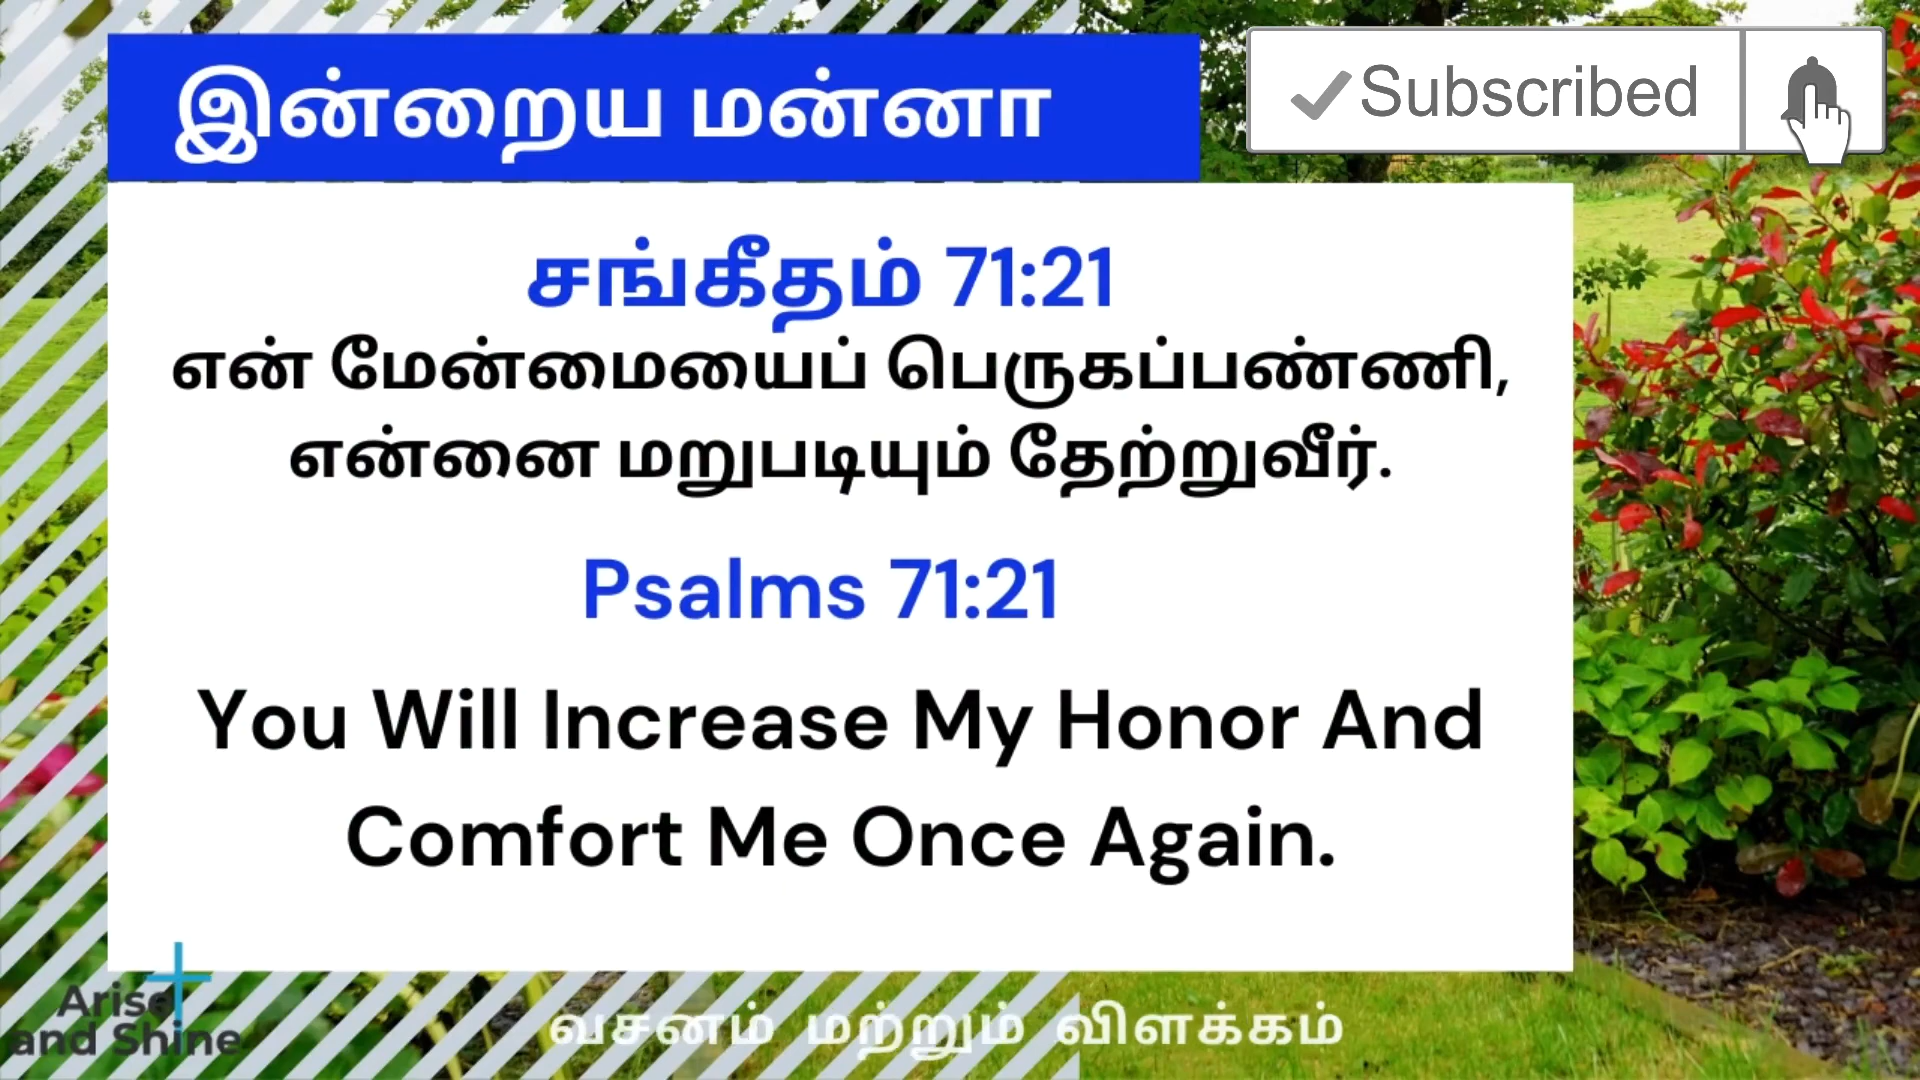 இன்றைய மன்னா
Subscribed
சங்கீதம் 71:21
என் மேன்மையைப் பெருகப்பண்ணி,
என்னை மறுபடியும் தேற்றுவீர்.
Psalms 71:21
You Will Increase My Honor And
Comfort Me Once Again.
Arise
and Shine
வசனம் மற்றும் விளக்கம்